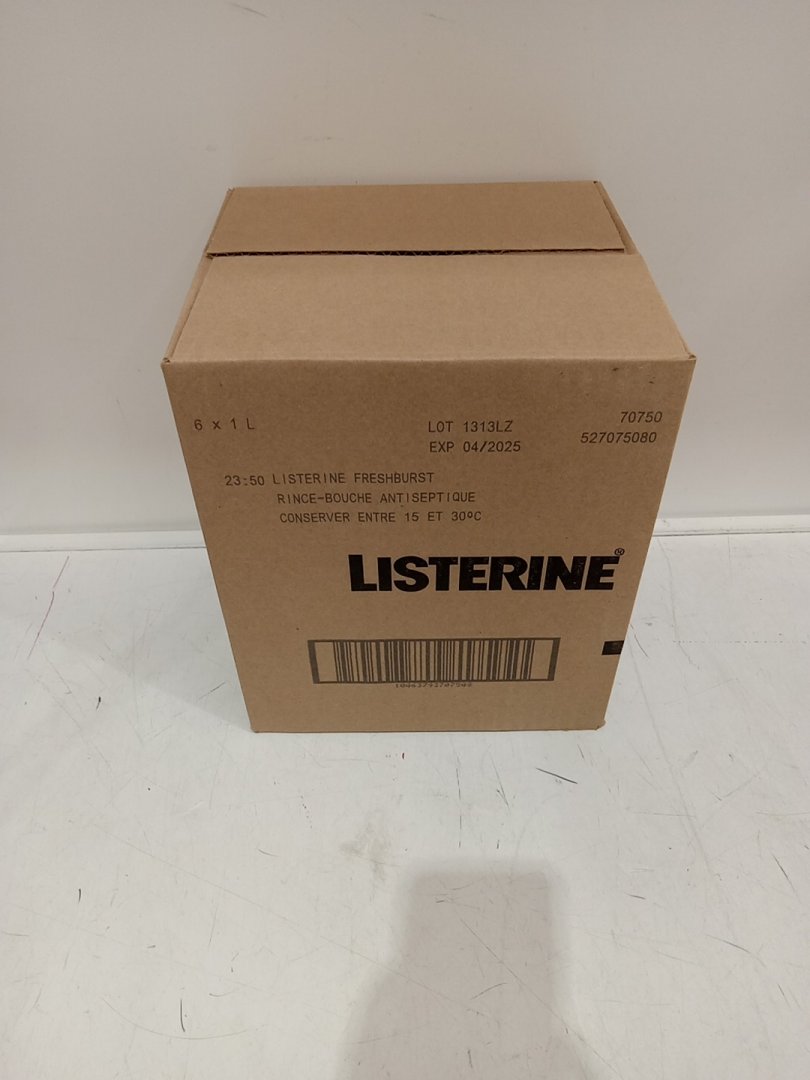 6 x 1 L
LOT 1313LZ
EXP 04/2025
70750
527075080
23:50 LISTERINE FRESHBURST
RINCE-BOUCHE ANTISEPTIQUE
CONSERVER ENTRE 15 ET 30ºC
LISTERINE®